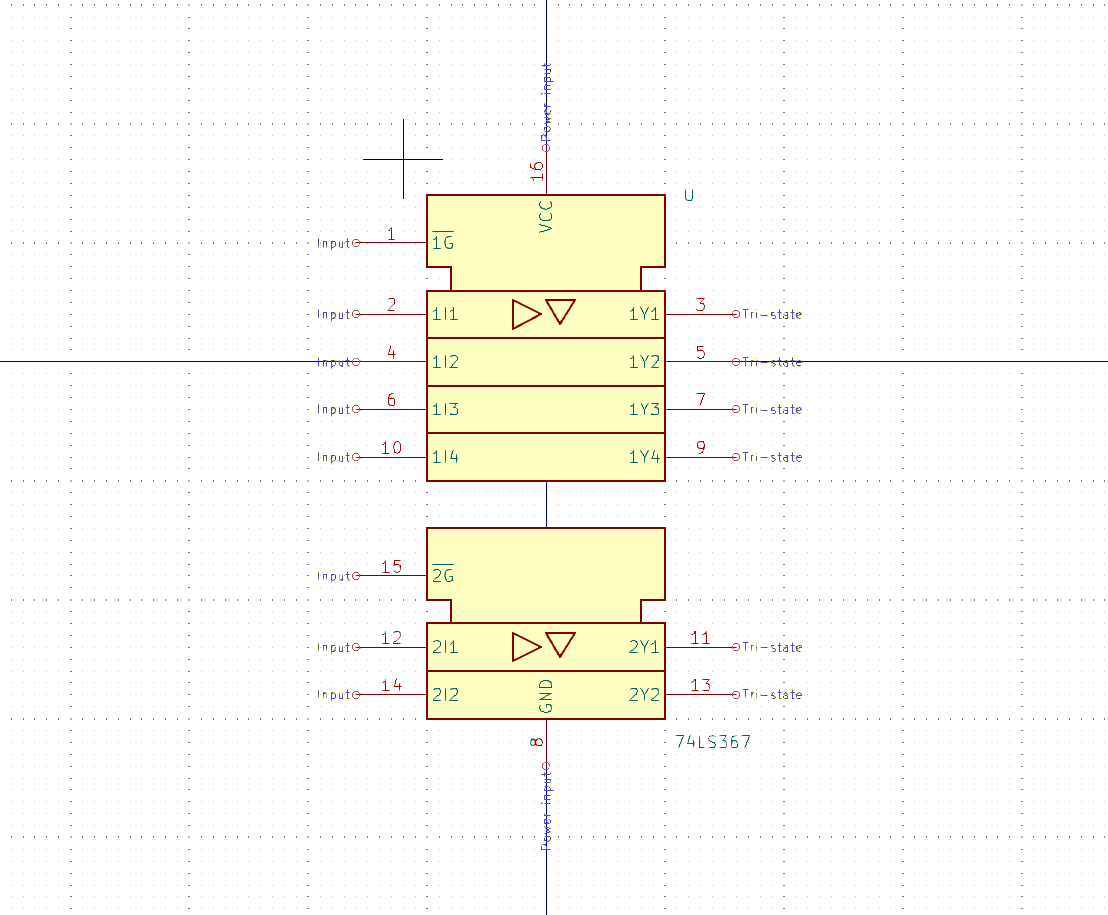 Power input
16
VCC
U
Input 1 1G
Input 2 1I1 1Y1 3 Tri-state
Input 4 1I2 1Y2 5 Tri-state
Input 6 1I3 1Y3 7 Tri-state
Input 10 1I4 1Y4 9 Tri-state
Input 15 2G
Input 12 2I1 2Y1 11 Tri-state
Input 14 2I2 2Y2 13 Tri-state
GND
8
74LS367
Power input